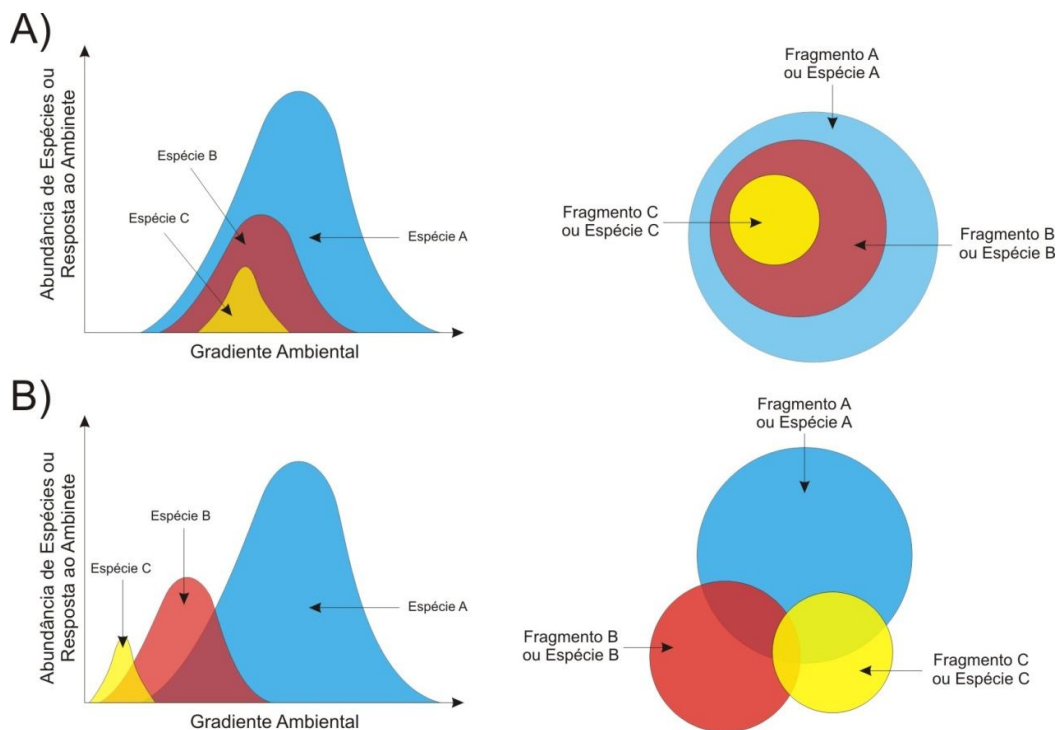 A)
Abundância de Espécies ou
Resposta ao Ambinete
Espécie B
Espécie C
Espécie A
Gradiente Ambiental
Fragmento A
ou Espécie A
Fragmento C
ou Espécie C
Fragmento B
ou Espécie B
B)
Abundância de Espécies ou
Resposta ao Ambinete
Espécie B
Espécie C
Espécie A
Gradiente Ambiental
Fragmento A
ou Espécie A
Fragmento B
ou Espécie B
Fragmento C
ou Espécie C